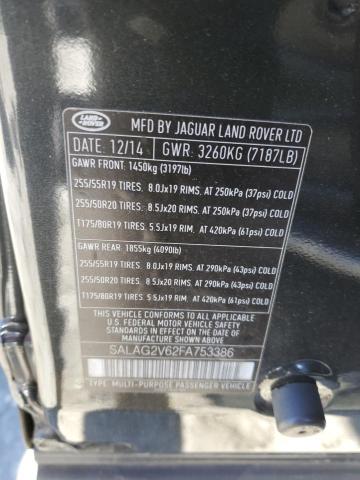 LAND ROVER
MFD BY JAGUAR LAND ROVER LTD
DATE: 12/14 GWR: 3260KG (7187LB)
GAWR FRONT: 1450kg (3197lb)
255/55R19 TIRES. 8.0Jx19 RIMS. AT 250kPa (37psi) COLD
255/50R20 TIRES. 8.5Jx20 RIMS. AT 250kPa (37psi) COLD
T175/80R19 TIRES. 5.5Jx19 RIM. AT 420kPa (61psi) COLD
GAWR REAR: 1855kg (4090lb)
255/55R19 TIRES. 8.0Jx19 RIMS. AT 290kPa (43psi) COLD
255/50R20 TIRES. 8.5Jx20 RIMS. AT 290kPa (43psi) COLD
T175/80R19 TIRES. 5.5Jx19 RIM. AT 420kPa (61psi) COLD
THIS VEHICLE CONFORMS TO ALL APPLICABLE
U.S. FEDERAL MOTOR VEHICLE SAFETY STANDARDS
IN EFFECT ON THE DATE OF MANUFACTURE SHOWN ABOVE
SALAG2V62FA753386
TYPE: MULTI-PURPOSE PASSENGER VEHICLE